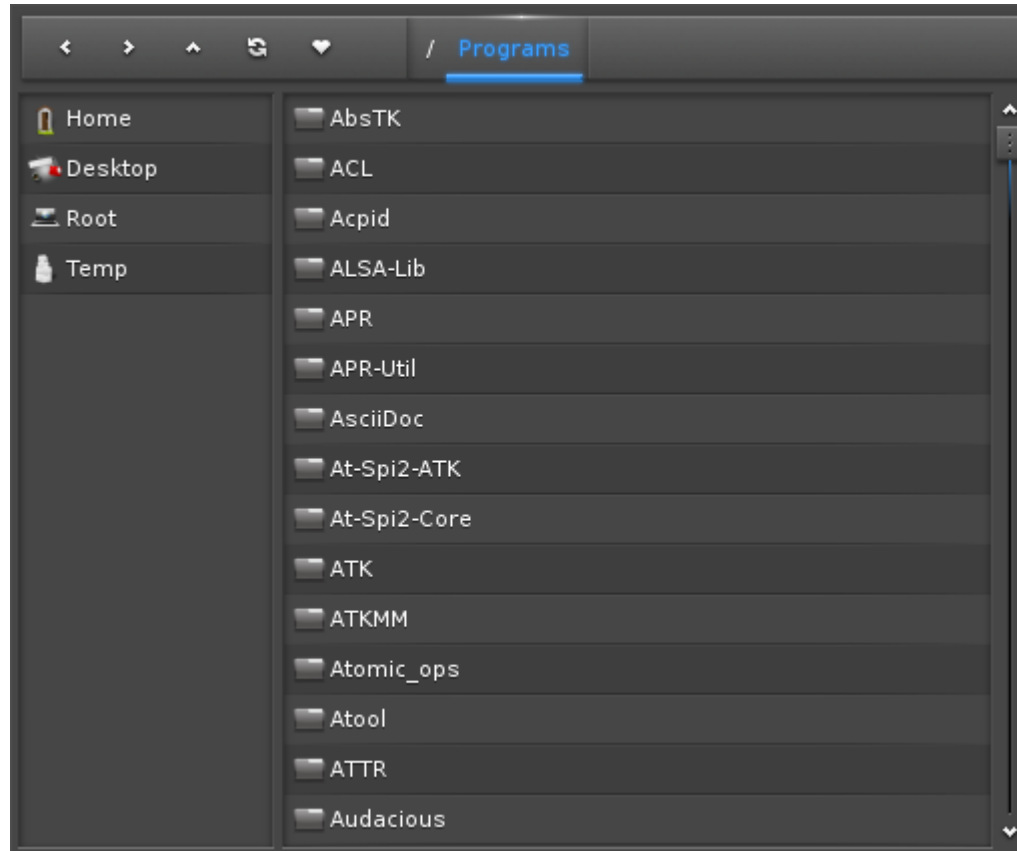 / Programs
Home
Desktop
Root
Temp
AbsTK
ACL
Acpid
ALSA-Lib
APR
APR-Util
AsciiDoc
At-Spi2-ATK
At-Spi2-Core
ATK
ATKMM
Atomic_ops
Atool
ATTR
Audacious